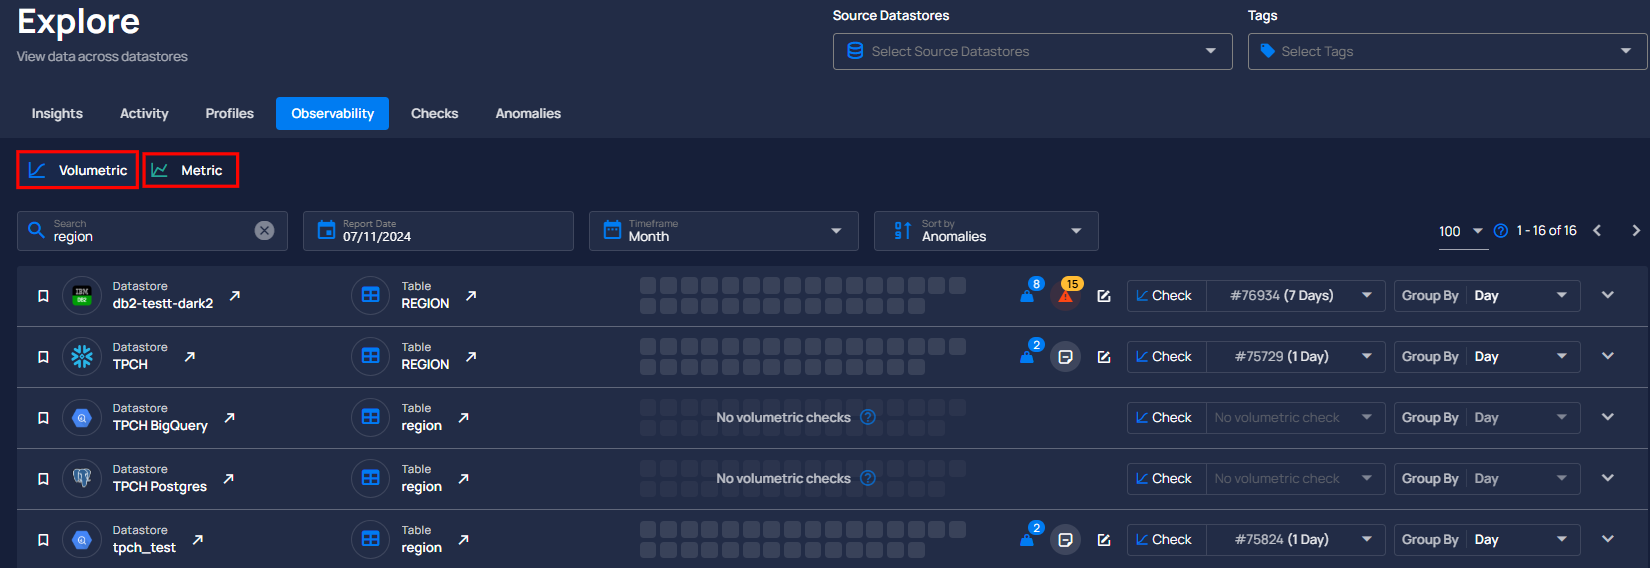 Explore
View data across datastores
Source Datastores
Select Source Datastores
Tags
Select Tags
Insights Activity Profiles Observability Checks Anomalies
Volumetric Metric
Search
region
Report Date
07/11/2024
Timeframe
Month
Sort by
Anomalies
100 1 - 16 of 16
Datastore
db2-testt-dark2
Table
REGION
8 15
Check #76934 (7 Days) Group By Day
IBM
DB2
Datastore
TPCH
Table
REGION
2
Check #75729 (1 Day) Group By Day
Datastore
TPCH BigQuery
Table
region
No volumetric checks
Check No volumetric check Group By Day
Datastore
TPCH Postgres
Table
region
No volumetric checks
Check No volumetric check Group By Day
Datastore
tpch_test
Table
region
2
Check #75824 (1 Day) Group By Day